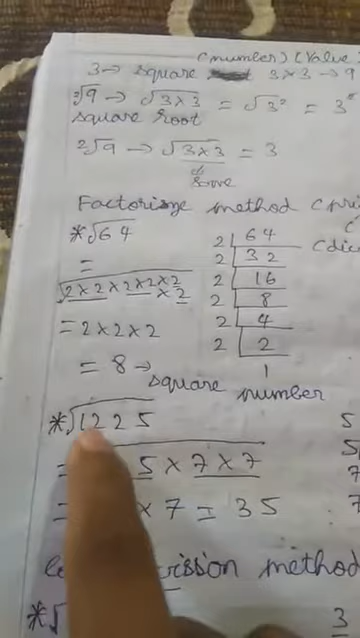 (number) (Value
3 → square 3 × 3 → 9
²√9 → √3×3 = √3² = 3
square root
²√9 → √3×3 = 3
Factorize method (pri
*√64
=
√2×2×2×2×2
×2
= 2×2×2
= 8 → square number
2 | 64
2 | 32
2 | 16
2 | 8
2 | 4
2 | 2
1
*√1225
= 5 × 7 × 7
= × 7 = 35
method
*√
5
5
7
7
3